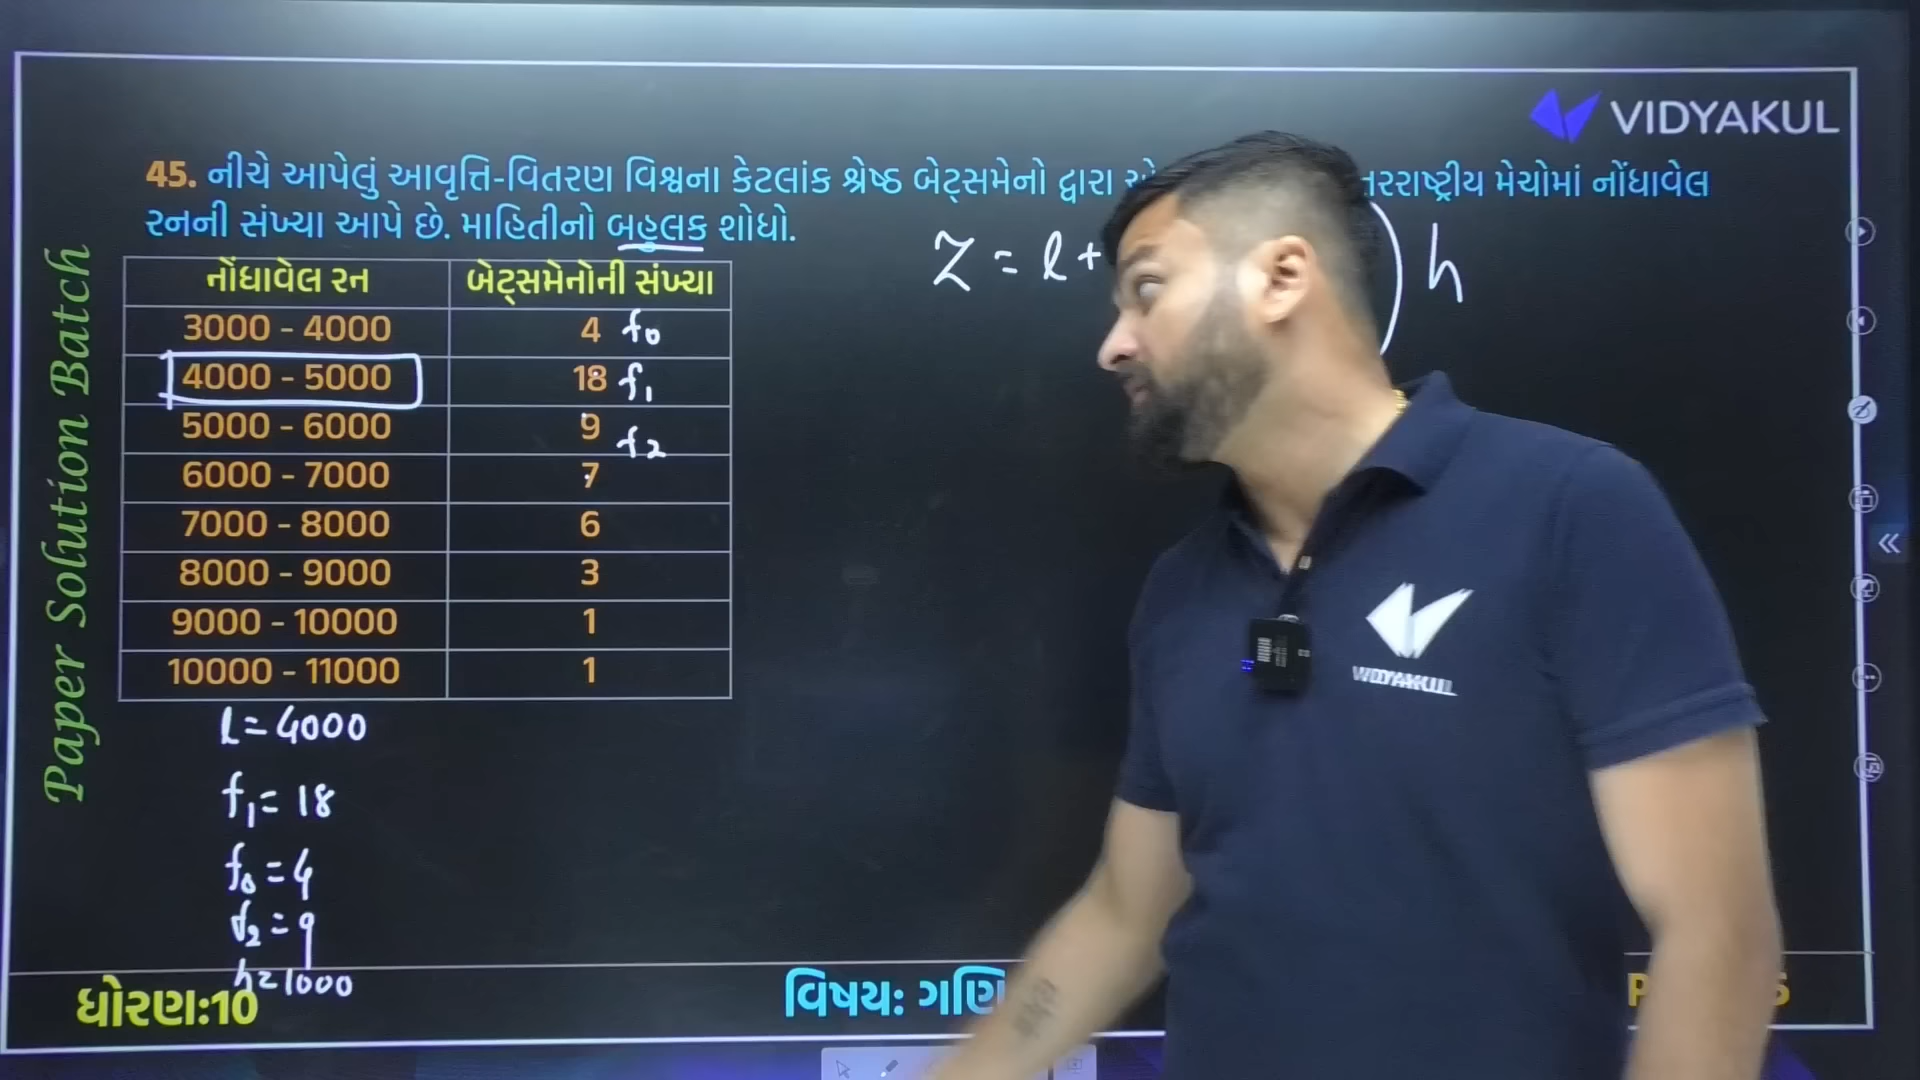 VIDYAKUL
45. નીચે આપેલું આવૃત્તિ-વિતરણ વિશ્વના કેટલાંક શ્રેષ્ઠ બેટ્સમેનો દ્વારા નોંધાવેલ મેચોમાં
રનની સંખ્યા આપે છે. માહિતીનો બહુલક શોધો.
Z = l + ) h
નોંધાવેલ રન બેટ્સમેનોની સંખ્યા
3000 - 4000 4 f0
4000 - 5000 18 f1
5000 - 6000 9 f2
6000 - 7000 7
7000 - 8000 6
8000 - 9000 3
9000 - 10000 1
10000 - 11000 1
Paper Solution Batch
l = 4000
f1 = 18
f0 = 4
f2 = 9
h = 1000
ધોરણ:10 વિષય:
VIDYAKUL